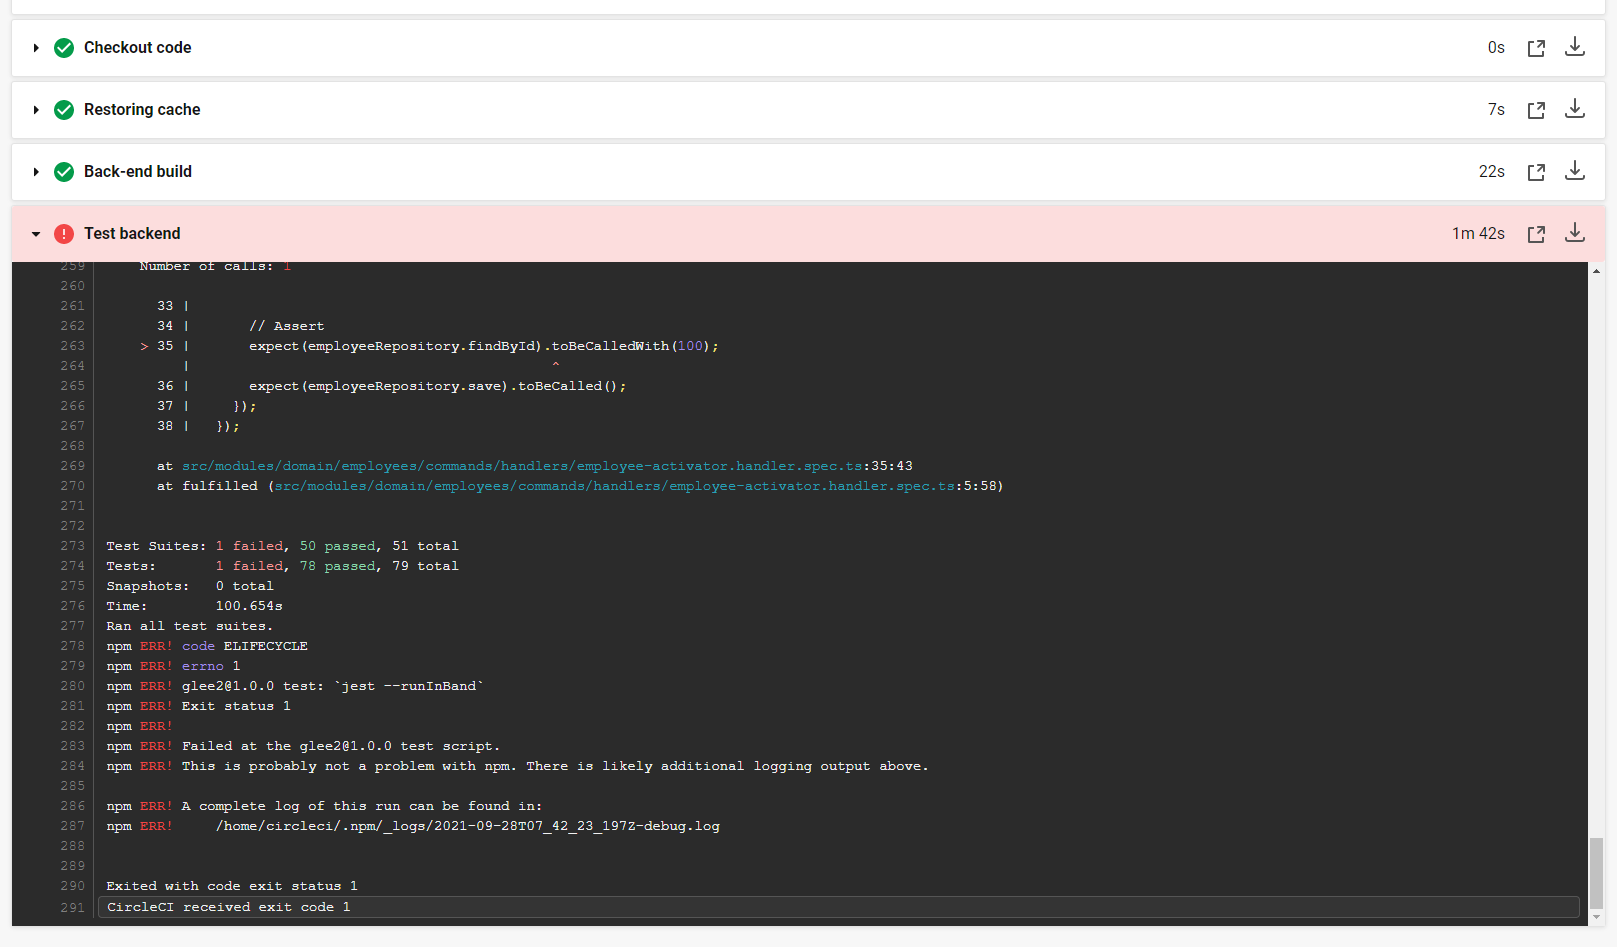 Checkout code 0s
Restoring cache 7s
Back-end build 22s
Test backend 1m 42s
259 Number of calls: 1
260
261 33 |
262 34 | // Assert
263 > 35 | expect(employeeRepository.findById).toBeCalledWith(100);
264 | ^
265 36 | expect(employeeRepository.save).toBeCalled();
266 37 | });
267 38 | });
268
269 at src/modules/domain/employees/commands/handlers/employee-activator.handler.spec.ts:35:43
270 at fulfilled (src/modules/domain/employees/commands/handlers/employee-activator.handler.spec.ts:5:58)
271
272
273 Test Suites: 1 failed, 50 passed, 51 total
274 Tests: 1 failed, 78 passed, 79 total
275 Snapshots: 0 total
276 Time: 100.654s
277 Ran all test suites.
278 npm ERR! code ELIFECYCLE
279 npm ERR! errno 1
280 npm ERR! glee2@1.0.0 test: `jest --runInBand`
281 npm ERR! Exit status 1
282 npm ERR!
283 npm ERR! Failed at the glee2@1.0.0 test script.
284 npm ERR! This is probably not a problem with npm. There is likely additional logging output above.
285
286 npm ERR! A complete log of this run can be found in:
287 npm ERR! /home/circleci/.npm/_logs/2021-09-28T07_42_23_197Z-debug.log
288
289
290 Exited with code exit status 1
291 CircleCI received exit code 1